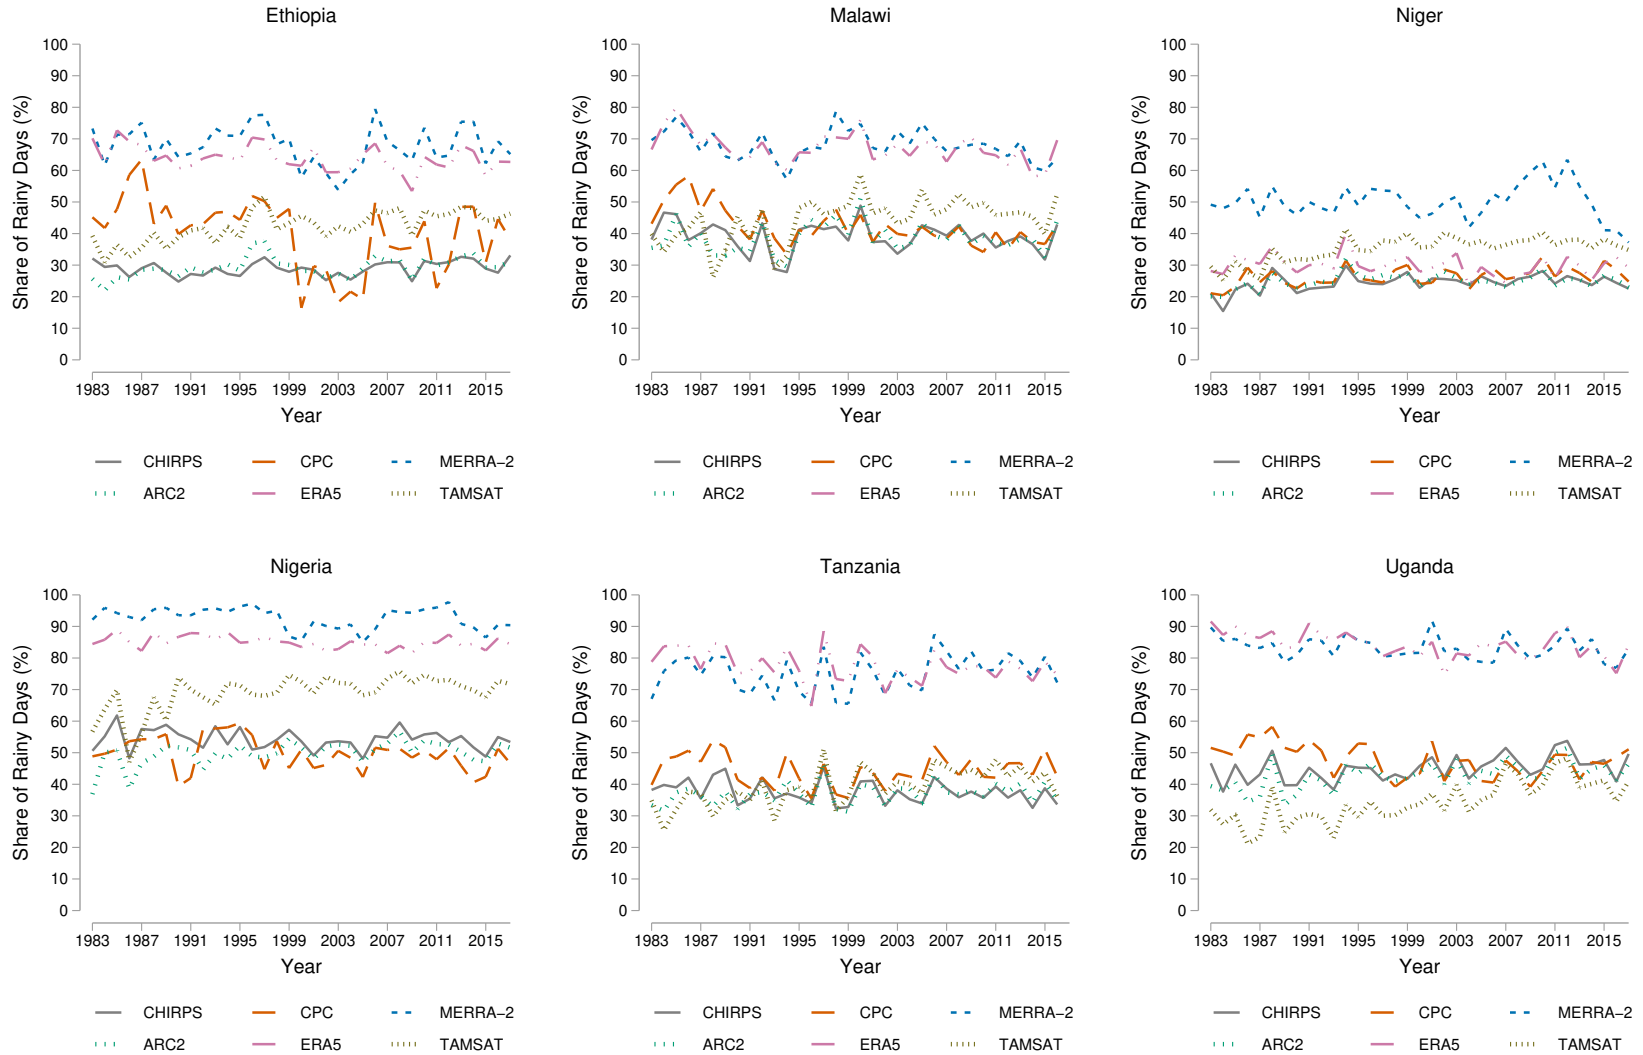 Ethiopia
Share of Rainy Days (%)
100
90
80
70
60
50
40
30
20
10
0
1983 1987 1991 1995 1999 2003 2007 2011 2015
Year
CHIRPS CPC MERRA−2
ARC2 ERA5 TAMSAT
Malawi
Share of Rainy Days (%)
100
90
80
70
60
50
40
30
20
10
0
1983 1987 1991 1995 1999 2003 2007 2011 2015
Year
CHIRPS CPC MERRA−2
ARC2 ERA5 TAMSAT
Niger
Share of Rainy Days (%)
100
90
80
70
60
50
40
30
20
10
0
1983 1987 1991 1995 1999 2003 2007 2011 2015
Year
CHIRPS CPC MERRA−2
ARC2 ERA5 TAMSAT
Nigeria
Share of Rainy Days (%)
100
90
80
70
60
50
40
30
20
10
0
1983 1987 1991 1995 1999 2003 2007 2011 2015
Year
CHIRPS CPC MERRA−2
ARC2 ERA5 TAMSAT
Tanzania
Share of Rainy Days (%)
100
90
80
70
60
50
40
30
20
10
0
1983 1987 1991 1995 1999 2003 2007 2011 2015
Year
CHIRPS CPC MERRA−2
ARC2 ERA5 TAMSAT
Uganda
Share of Rainy Days (%)
100
90
80
70
60
50
40
30
20
10
0
1983 1987 1991 1995 1999 2003 2007 2011 2015
Year
CHIRPS CPC MERRA−2
ARC2 ERA5 TAMSAT